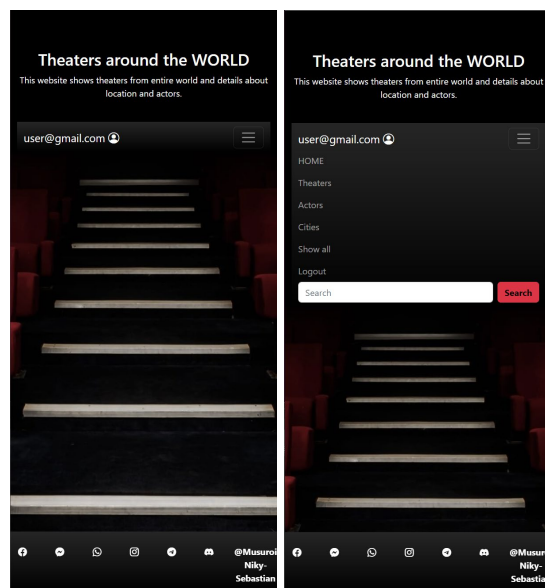 Theaters around the WORLD
This website shows theaters from entire world and details about
location and actors.
user@gmail.com
@Musuroi
Niky-
Sebastian
Theaters around the WORLD
This website shows theaters from entire world and details about
location and actors.
user@gmail.com
HOME
Theaters
Actors
Cities
Show all
Logout
Search
Search
@Musur
Niky-
Sebastia